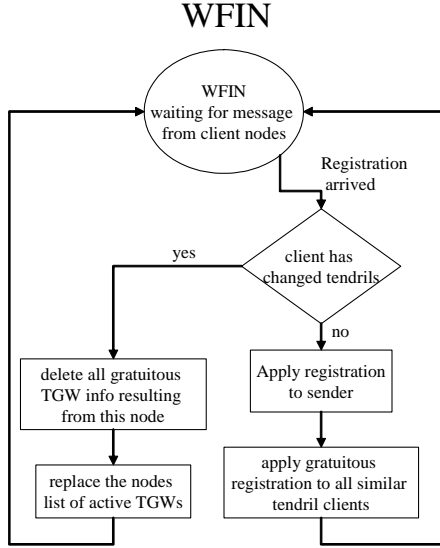 WFIN
WFIN
waiting for message
from client nodes
Registration
arrived
client has
changed tendrils
yes
no
delete all gratuitous
TGW info resulting
from this node
Apply registration
to sender
replace the nodes
list of active TGWs
apply gratuitous
registration to all similar
tendril clients